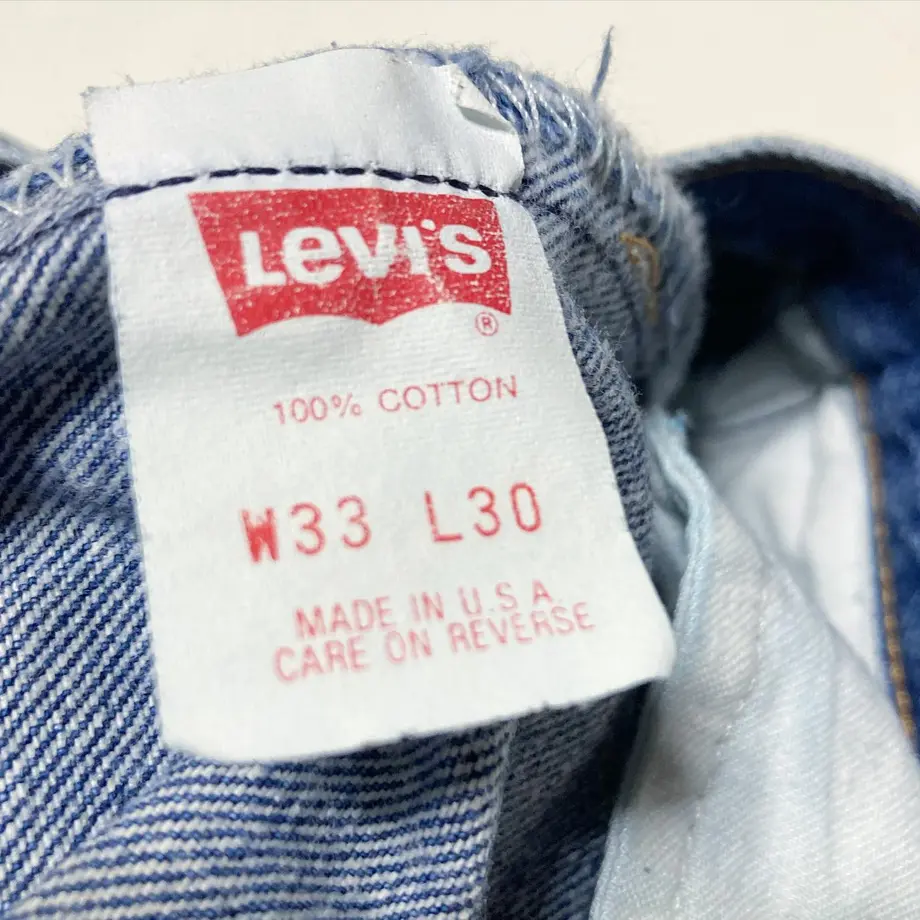 Levi's
®
100% COTTON
W33 L30
MADE IN U.S.A.
CARE ON REVERSE